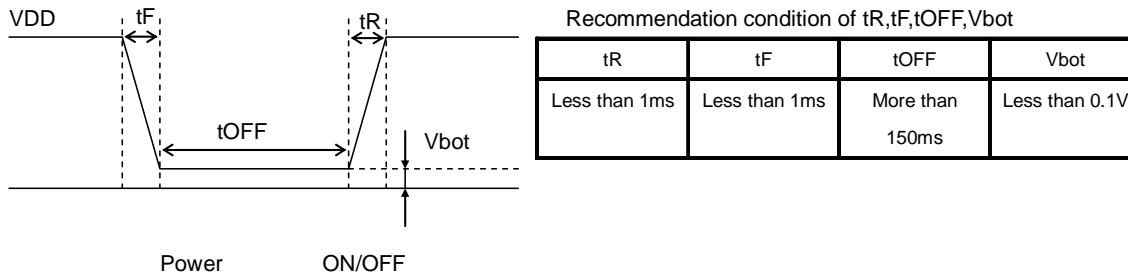 VDD
tF
tR
tOFF
Vbot
Power ON/OFF
Recommendation condition of tR,tF,tOFF,Vbot
tR tF tOFF Vbot
Less than 1ms Less than 1ms More than 150ms Less than 0.1V